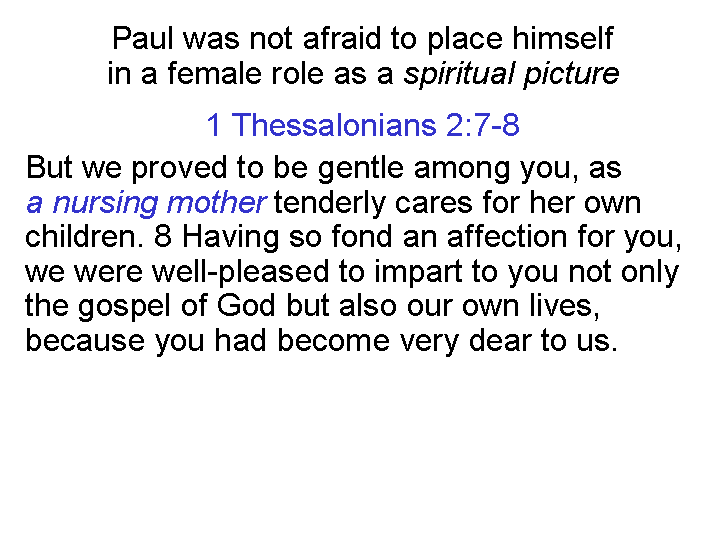 Paul was not afraid to place himself
in a female role as a spiritual picture
1 Thessalonians 2:7-8
But we proved to be gentle among you, as
a nursing mother tenderly cares for her own
children. 8 Having so fond an affection for you,
we were well-pleased to impart to you not only
the gospel of God but also our own lives,
because you had become very dear to us.